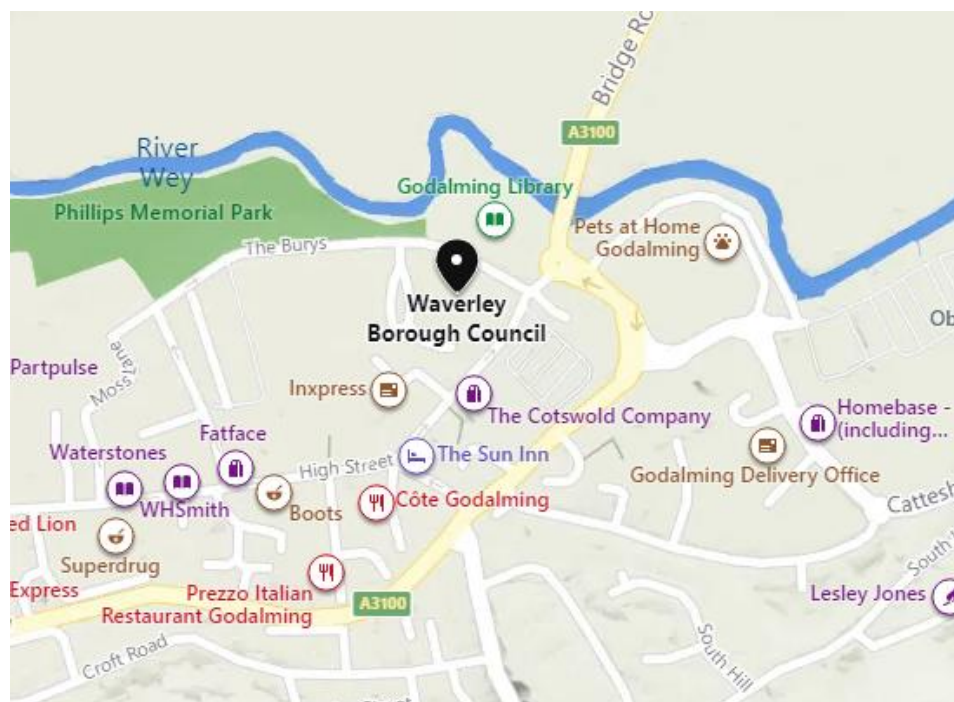 Bridge Ro
A3100
River
Wey
Godalming Library
Phillips Memorial Park
Pets at Home
Godalming
The Burys
Waverley
Borough Council
Ob
Moss Lane
Partpulse
Inxpress
The Cotswold Company
Homebase -
(including...
Fatface
Waterstones
The Sun Inn
High Street
Godalming Delivery Office
WHSmith
Boots
Côte Godalming
Cattesh
ed Lion
Superdrug
South
Express
Prezzo Italian
Restaurant Godalming
A3100
Lesley Jones
Croft Road
South Hill